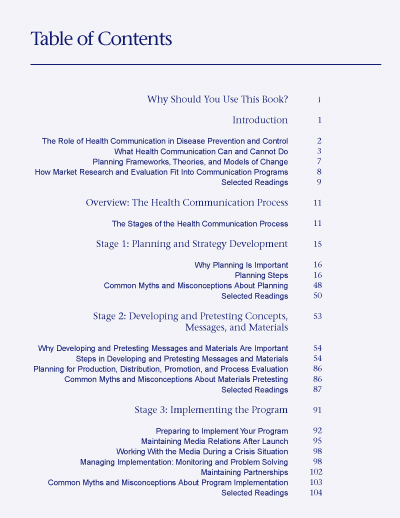 Table of Contents
Why Should You Use This Book? i
Introduction 1
The Role of Health Communication in Disease Prevention and Control 2
What Health Communication Can and Cannot Do 3
Planning Frameworks, Theories, and Models of Change 7
How Market Research and Evaluation Fit Into Communication Programs 8
Selected Readings 9
Overview: The Health Communication Process 11
The Stages of the Health Communication Process 11
Stage 1: Planning and Strategy Development 15
Why Planning Is Important 16
Planning Steps 16
Common Myths and Misconceptions About Planning 48
Selected Readings 50
Stage 2: Developing and Pretesting Concepts, 53
Messages, and Materials
Why Developing and Pretesting Messages and Materials Are Important 54
Steps in Developing and Pretesting Messages and Materials 54
Planning for Production, Distribution, Promotion, and Process Evaluation 86
Common Myths and Misconceptions About Materials Pretesting 86
Selected Readings 87
Stage 3: Implementing the Program 91
Preparing to Implement Your Program 92
Maintaining Media Relations After Launch 95
Working With the Media During a Crisis Situation 98
Managing Implementation: Monitoring and Problem Solving 98
Maintaining Partnerships 102
Common Myths and Misconceptions About Program Implementation 103
Selected Readings 104